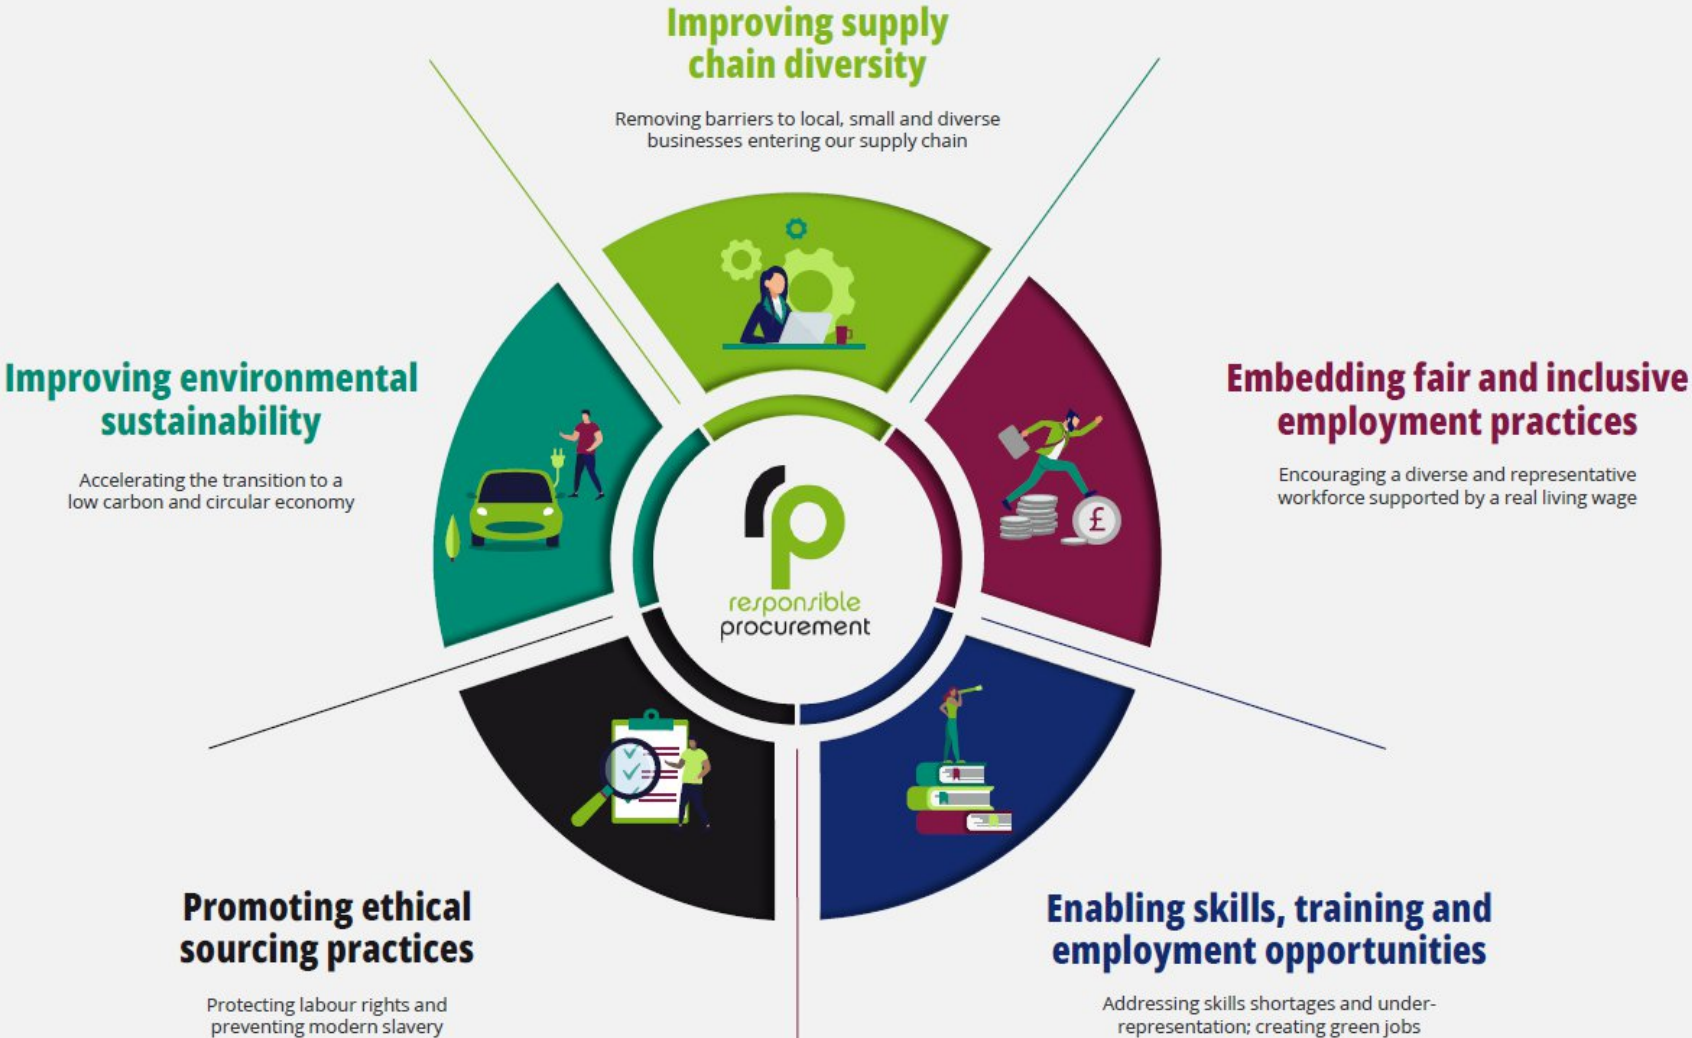 Improving supply
chain diversity
Removing barriers to local, small and diverse
businesses entering our supply chain
Improving environmental
sustainability
Accelerating the transition to a
low carbon and circular economy
Embedding fair and inclusive
employment practices
Encouraging a diverse and representative
workforce supported by a real living wage
£
rp
responsible
procurement
Promoting ethical
sourcing practices
Protecting labour rights and
preventing modern slavery
Enabling skills, training and
employment opportunities
Addressing skills shortages and under-
representation; creating green jobs